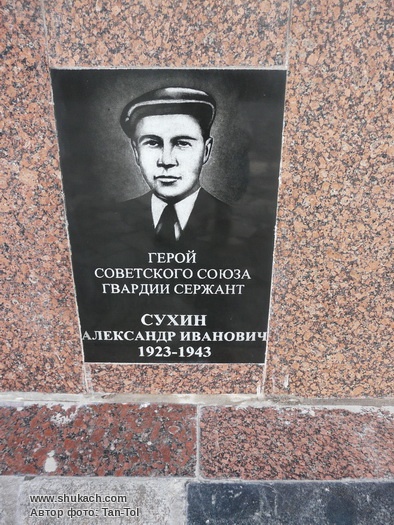 ГЕРОЙ
СОВЕТСКОГО СОЮЗА
ГВАРДИИ СЕРЖАНТ
СУХИН
АЛЕКСАНДР ИВАНОВИЧ
1923-1943
www.shukach.com
Автор фото: Tan-Tol